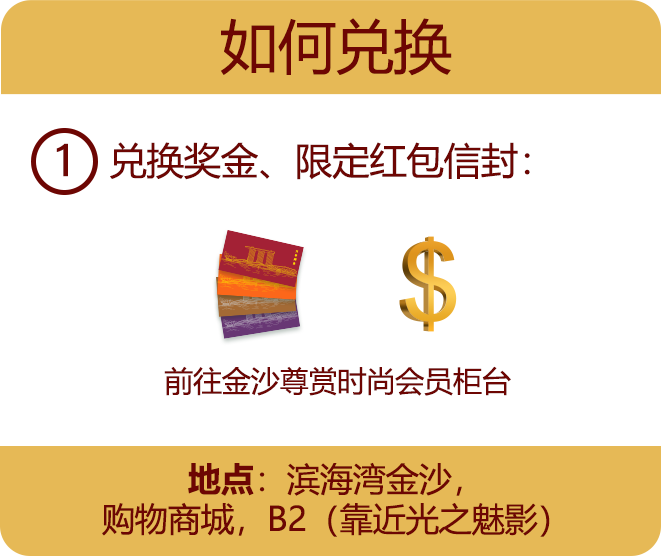 如何兑换
1 兑换奖金、限定红包信封：
$
前往金沙尊赏时尚会员柜台
地点：滨海湾金沙，
购物商城，B2（靠近光之魅影）